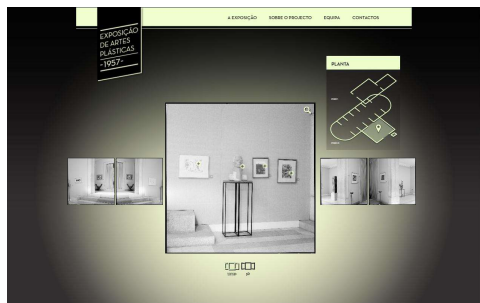 A EXPOSIÇÃO SOBRE O PROJECTO EQUIPA CONTACTOS
EXPOSIÇÃO
DE ARTES
PLÁSTICAS
-1957-
PLANTA